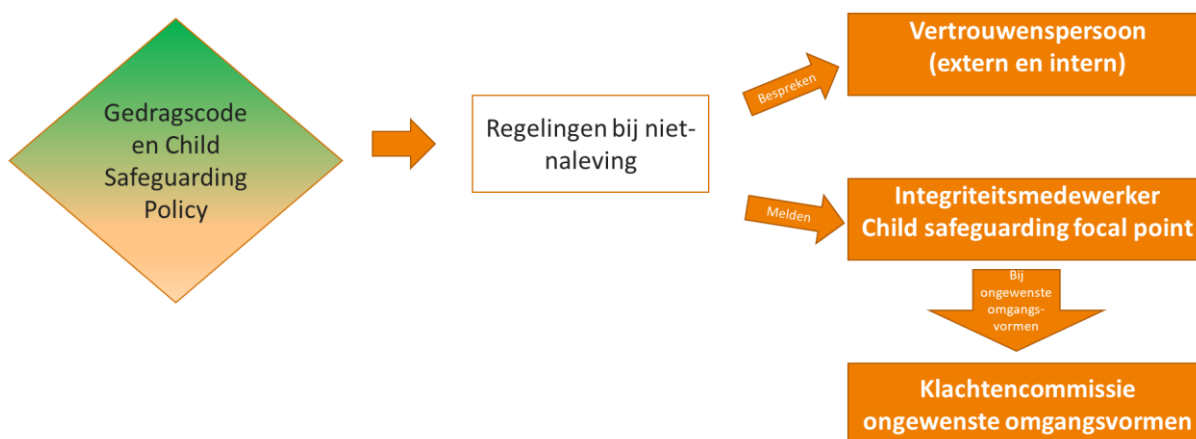 Gedragscode
en Child
Safeguarding
Policy
Regelingen bij niet-
naleving
Bespreken
Vertrouwenspersoon
(extern en intern)
Melden
Integriteitsmedewerker
Child safeguarding focal point
Bij
ongewenste
omgangs-
vormen
Klachtencommissie
ongewenste omgangsvormen